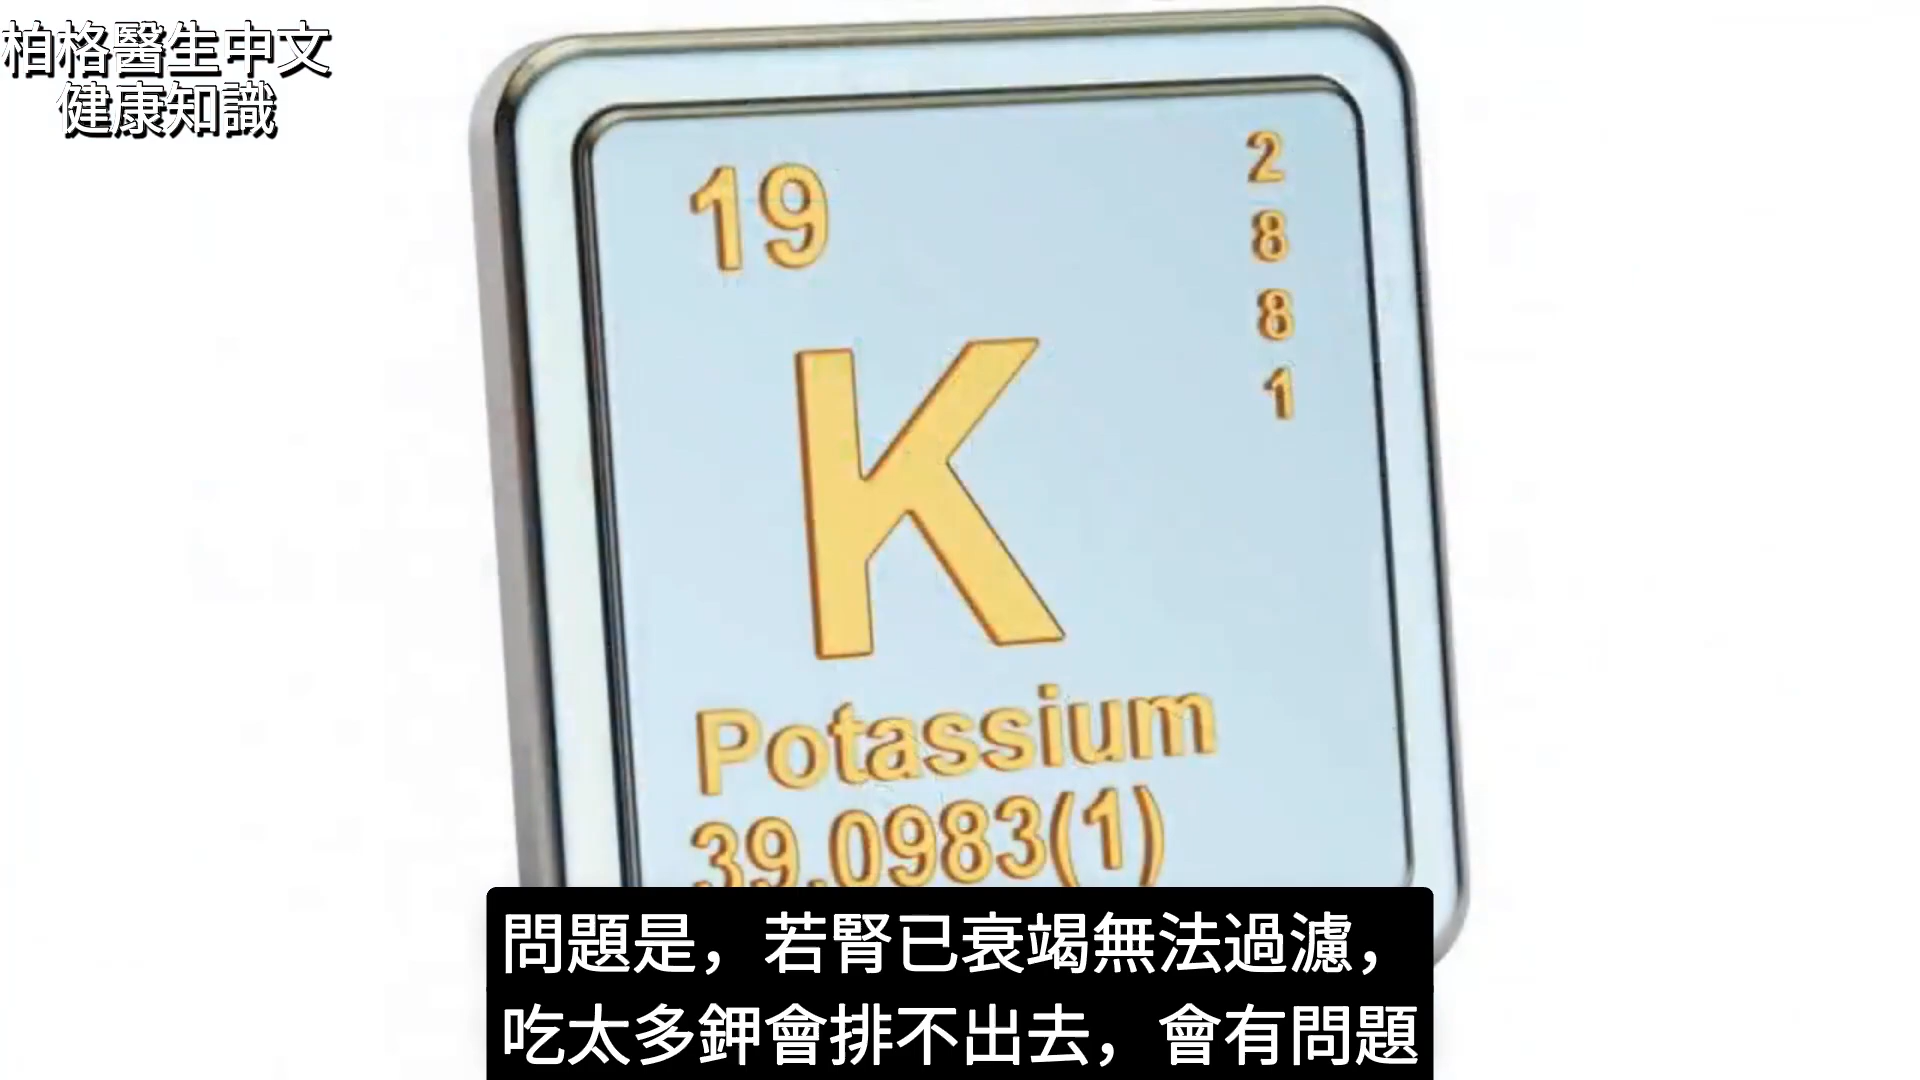 柏格醫生中文
健康知識
19
2
8
8
1
K
Potassium
39.0983(1)
問題是，若腎已衰竭無法過濾，
吃太多鉀會排不出去，會有問題